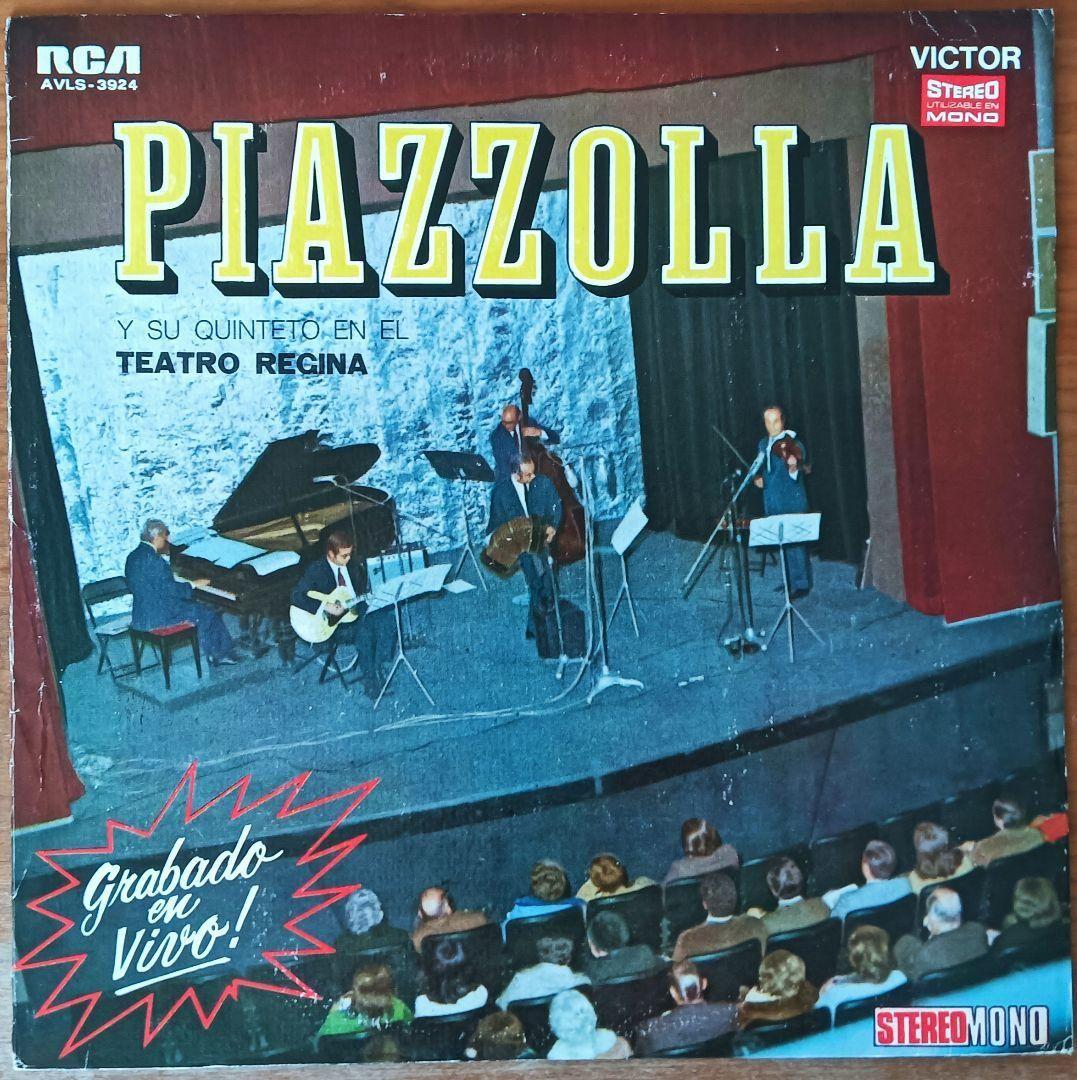 RCA
AVLS-3924
VICTOR
STEREO
UTILIZABLE EN
MONO
PIAZZOLLA
Y SU QUINTETO EN EL
TEATRO REGINA
Grabado
en
Vivo!
STEREOMONO